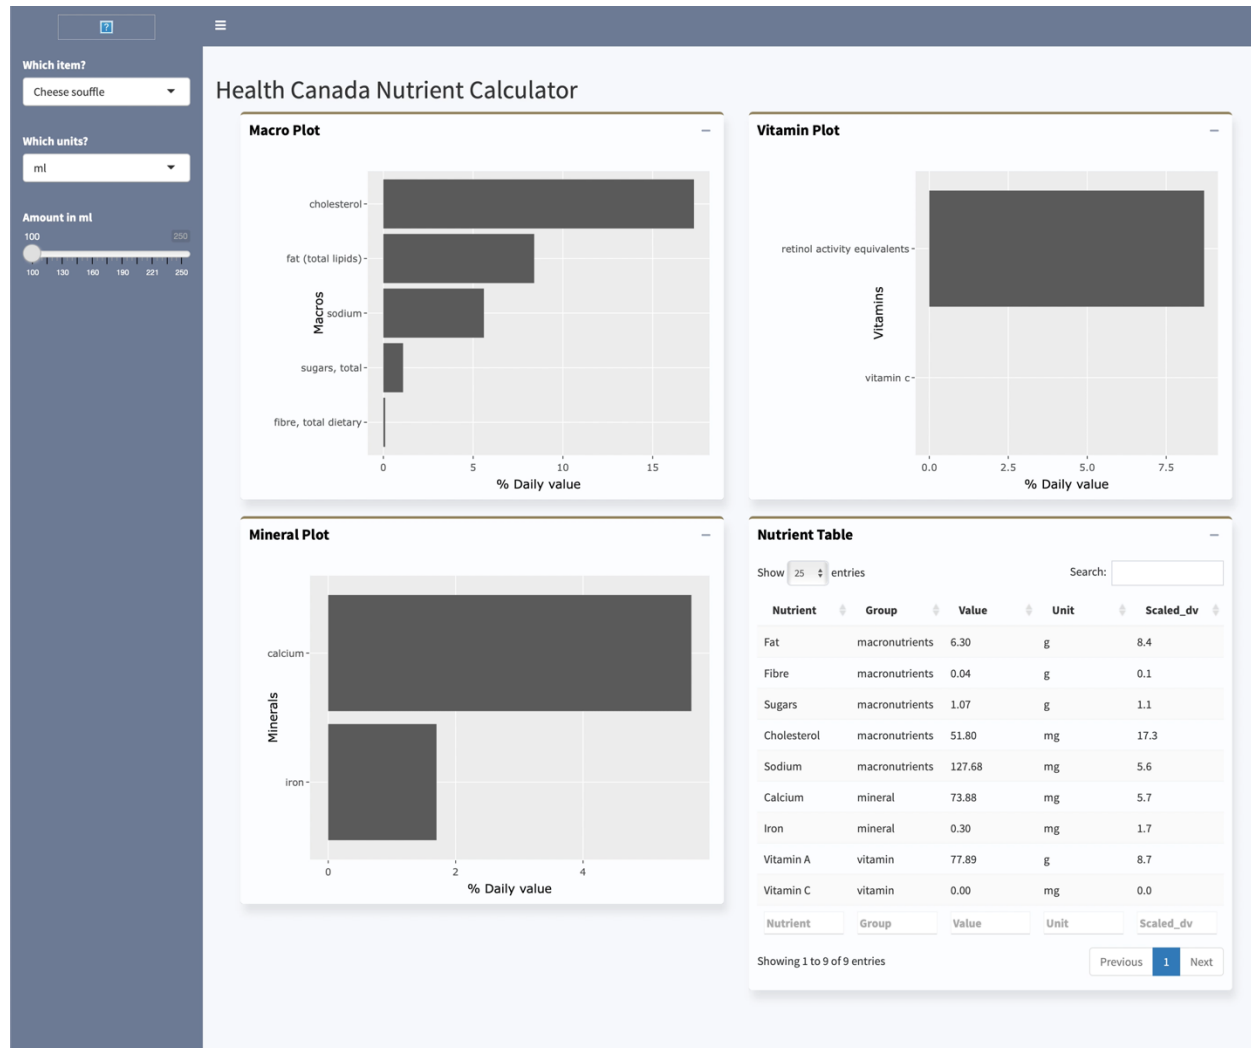 Which item?
Cheese souffle
Which units?
ml
Amount in ml
100 250
100 130 160 190 221 250
Health Canada Nutrient Calculator
Macro Plot
cholesterol
fat (total lipids)
sodium
sugars, total
fibre, total dietary
Macros
0 5 10 15
% Daily value
Vitamin Plot
retinol activity equivalents
vitamin c
Vitamins
0.0 2.5 5.0 7.5
% Daily value
Mineral Plot
calcium
iron
Minerals
0 2 4
% Daily value
Nutrient Table
Show 25 entries Search:
Nutrient Group Value Unit Scaled_dv
Fat macronutrients 6.30 g 8.4
Fibre macronutrients 0.04 g 0.1
Sugars macronutrients 1.07 g 1.1
Cholesterol macronutrients 51.80 mg 17.3
Sodium macronutrients 127.68 mg 5.6
Calcium mineral 73.88 mg 5.7
Iron mineral 0.30 mg 1.7
Vitamin A vitamin 77.89 g 8.7
Vitamin C vitamin 0.00 mg 0.0
Nutrient Group Value Unit Scaled_dv
Showing 1 to 9 of 9 entries
Previous 1 Next